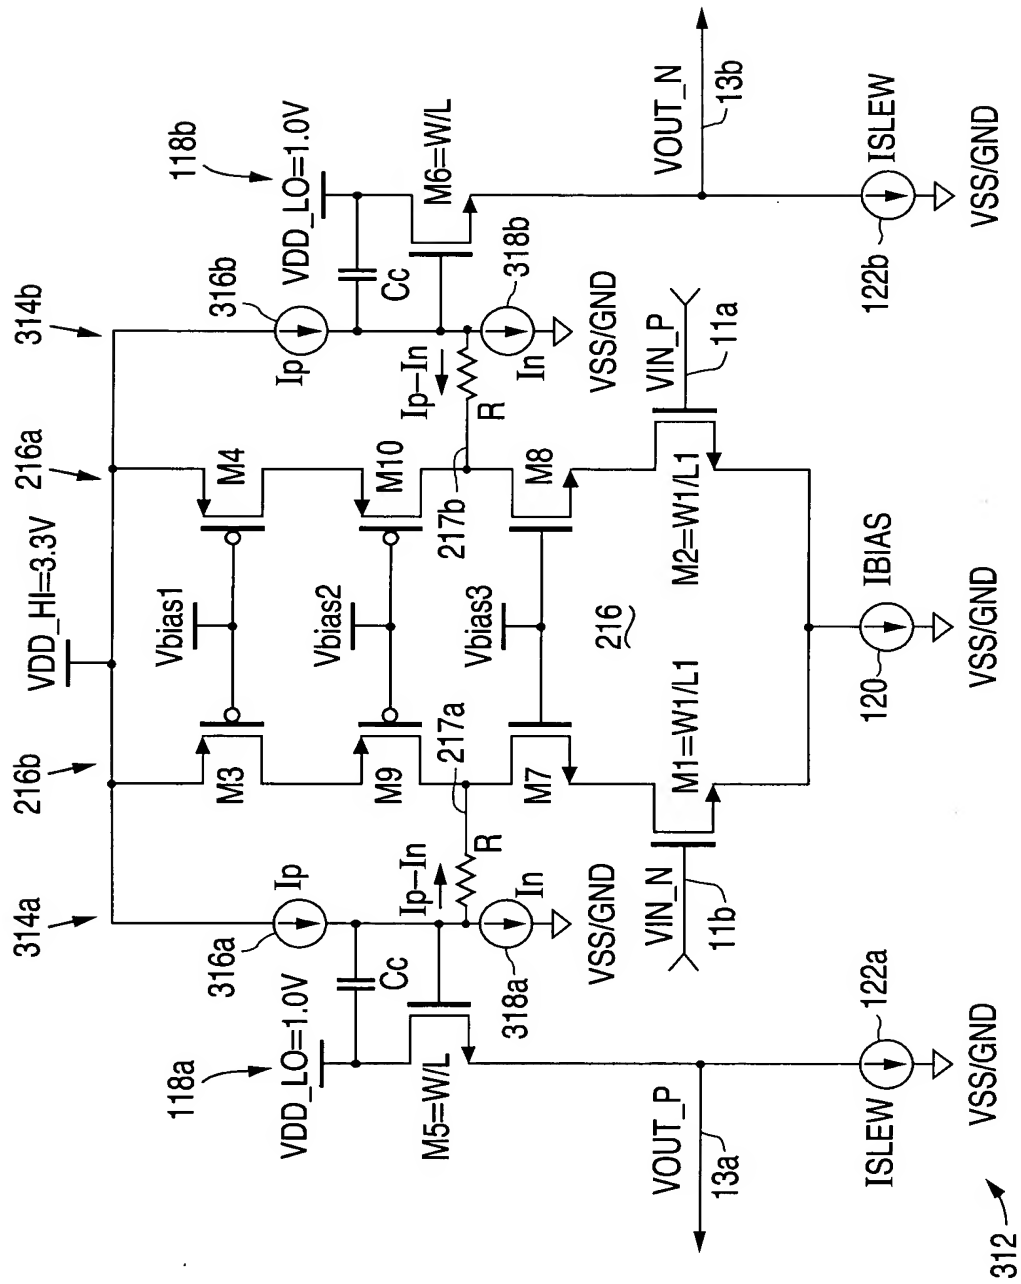 VDD_HI=3.3V
314a
216b
216a
314b
118a
VDD_LO=1.0V
316a
Ip
M3
Vbias1
M4
Ip
316b
VDD_LO=1.0V
118b
Cc
M9
Vbias2
M10
Cc
M5=W/L
Ip–In
R
217a
217b
R
Ip–In
M6=W/L
318a
In
M7
Vbias3
M8
In
318b
VSS/GND
216
VSS/GND
VOUT_P
13a
VIN_N
11b
M1=W1/L1
M2=W1/L1
VIN_P
11a
VOUT_N
13b
ISLEW
122a
120
IBIAS
122b
ISLEW
VSS/GND
VSS/GND
VSS/GND
312